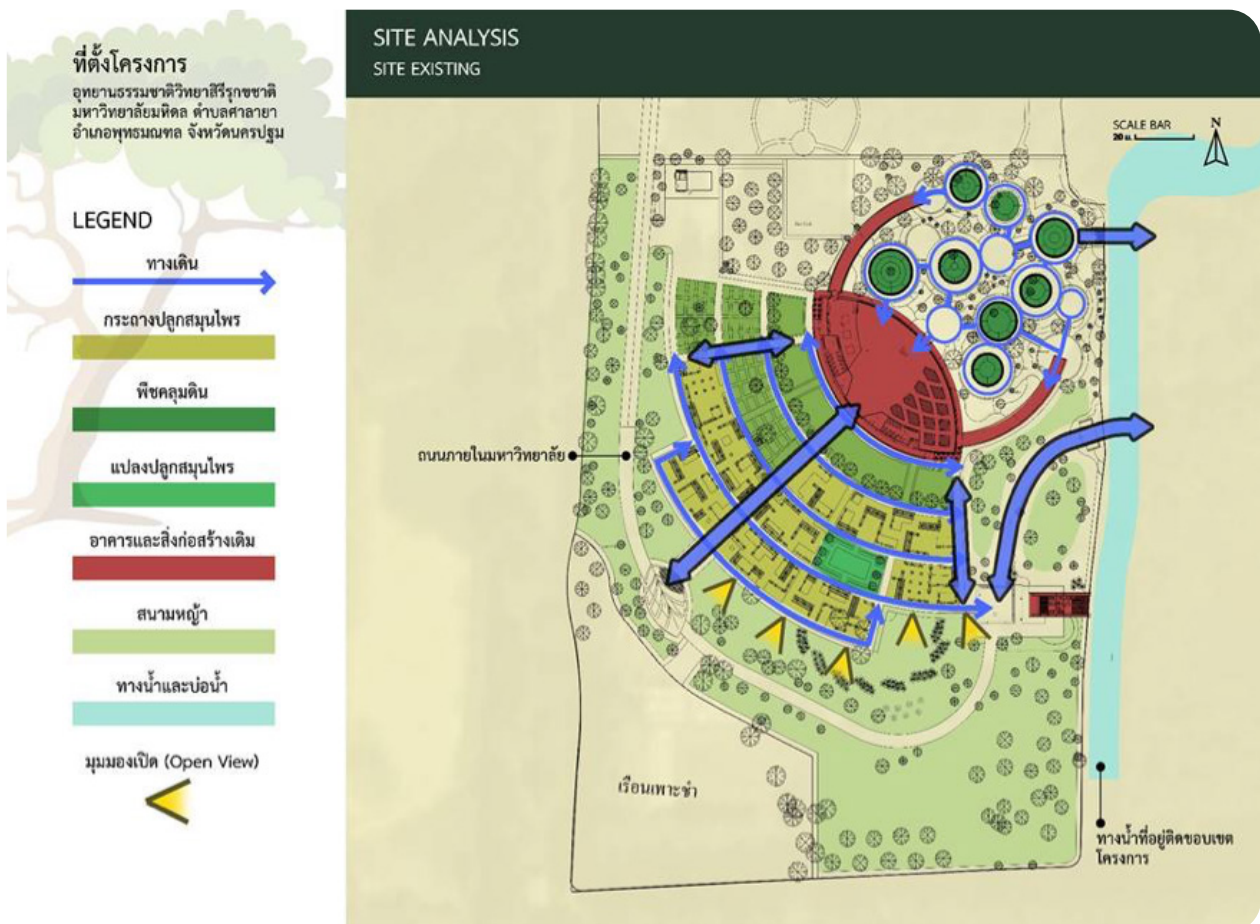 ที่ตั้งโครงการ
อุทยานธรรมชาติวิทยาสิรีรุกขชาติ
มหาวิทยาลัยมหิดล ตำบลศาลายา
อำเภอพุทธมณฑล จังหวัดนครปฐม
LEGEND
ทางเดิน
กระถางปลูกสมุนไพร
พืชคลุมดิน
แปลงปลูกสมุนไพร
อาคารและสิ่งก่อสร้างเดิม
สนามหญ้า
ทางน้ำและบ่อน้ำ
มุมมองเปิด (Open View)
SITE ANALYSIS
SITE EXISTING
SCALE BAR
20 ม.
N
ถนนภายในมหาวิทยาลัย
เรือนเพาะชำ
ทางน้ำที่อยู่ติดขอบเขต
โครงการ